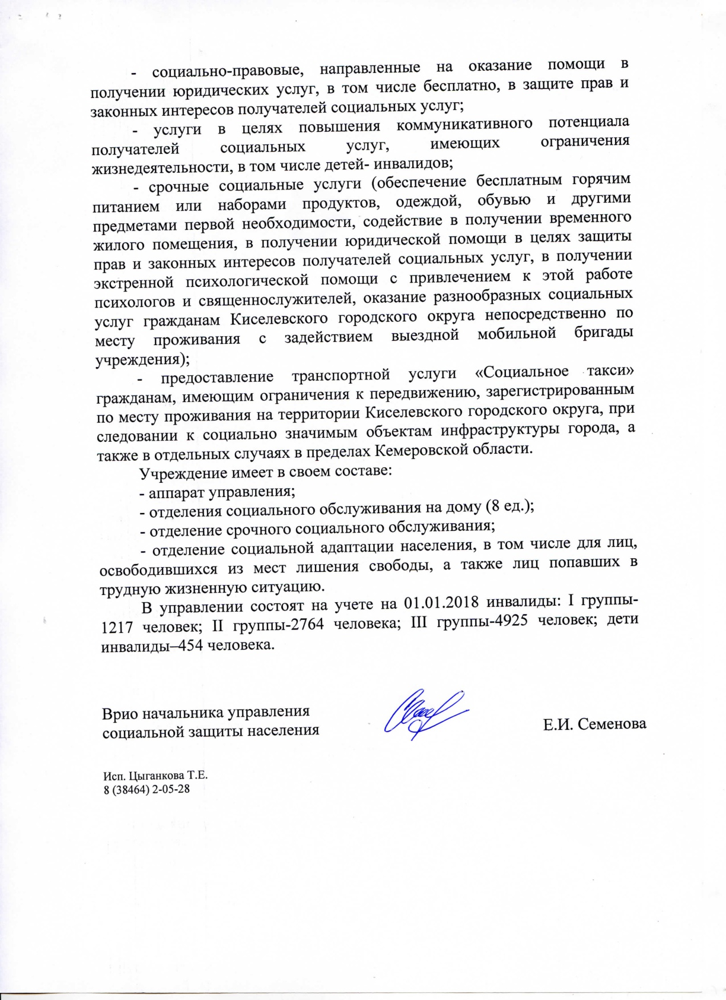 - социально-правовые, направленные на оказание помощи в
получении юридических услуг, в том числе бесплатно, в защите прав и
законных интересов получателей социальных услуг;
- услуги в целях повышения коммуникативного потенциала
получателей социальных услуг, имеющих ограничения
жизнедеятельности, в том числе детей- инвалидов;
- срочные социальные услуги (обеспечение бесплатным горячим
питанием или наборами продуктов, одеждой, обувью и другими
предметами первой необходимости, содействие в получении временного
жилого помещения, в получении юридической помощи в целях защиты
прав и законных интересов получателей социальных услуг, в получении
экстренной психологической помощи с привлечением к этой работе
психологов и священнослужителей, оказание разнообразных социальных
услуг гражданам Киселевского городского округа непосредственно по
месту проживания с задействием выездной мобильной бригады
учреждения);
- предоставление транспортной услуги «Социальное такси»
гражданам, имеющим ограничения к передвижению, зарегистрированным
по месту проживания на территории Киселевского городского округа, при
следовании к социально значимым объектам инфраструктуры города, а
также в отдельных случаях в пределах Кемеровской области.
Учреждение имеет в своем составе:
- аппарат управления;
- отделения социального обслуживания на дому (8 ед.);
- отделение срочного социального обслуживания;
- отделение социальной адаптации населения, в том числе для лиц,
освободившихся из мест лишения свободы, а также лиц попавших в
трудную жизненную ситуацию.
В управлении состоят на учете на 01.01.2018 инвалиды: I группы-
1217 человек; II группы-2764 человека; III группы-4925 человек; дети
инвалиды–454 человека.
Врио начальника управления
социальной защиты населения
Е.И. Семенова
Исп. Цыганкова Т.Е.
8 (38464) 2-05-28